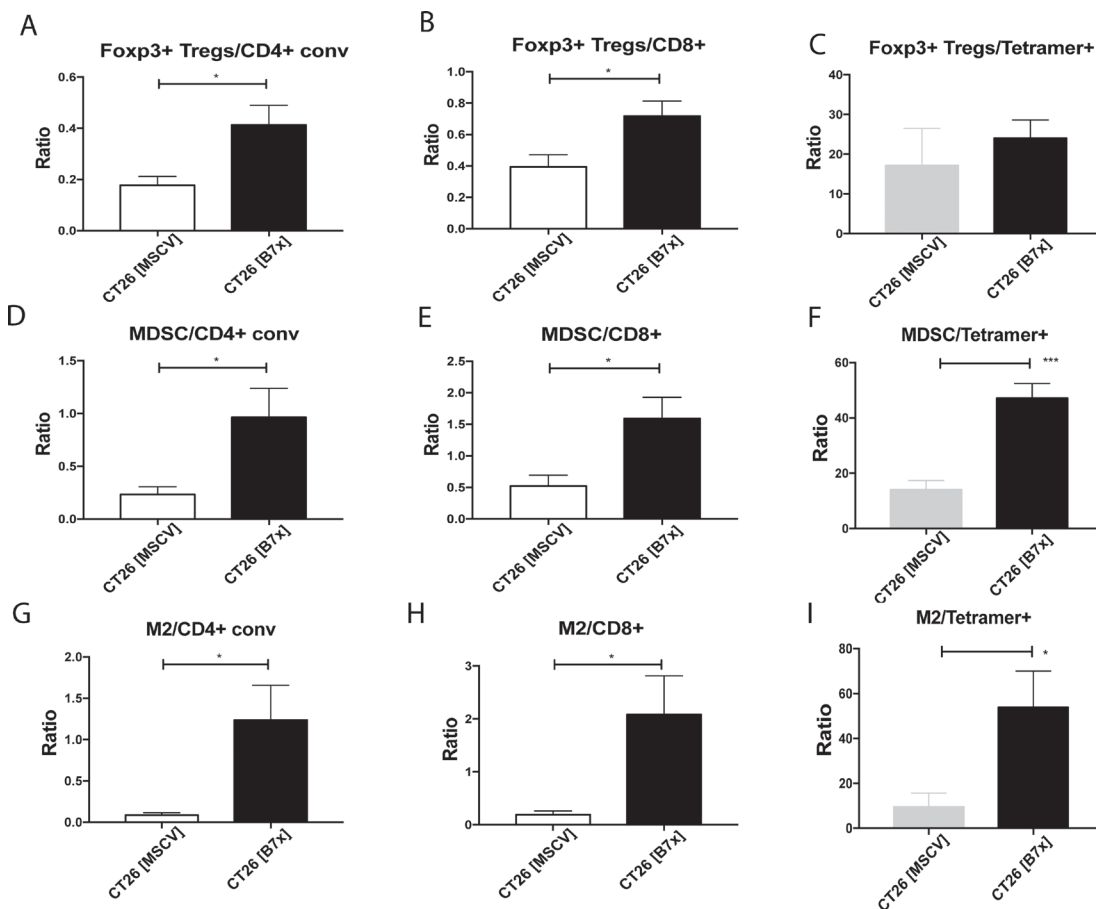 A
Foxp3+ Tregs/CD4+ conv
*
0.6
0.4
0.2
0.0
Ratio
CT26 [MSCV]
CT26 [B7x]
B
Foxp3+ Tregs/CD8+
*
1.0
0.8
0.6
0.4
0.2
0.0
Ratio
CT26 [MSCV]
CT26 [B7x]
C
Foxp3+ Tregs/Tetramer+
40
30
20
10
0
Ratio
CT26 [MSCV]
CT26 [B7x]
D
MDSC/CD4+ conv
*
1.5
1.0
0.5
0.0
Ratio
CT26 [MSCV]
CT26 [B7x]
E
MDSC/CD8+
*
2.5
2.0
1.5
1.0
0.5
0.0
Ratio
CT26 [MSCV]
CT26 [B7x]
F
MDSC/Tetramer+
***
60
40
20
0
Ratio
CT26 [MSCV]
CT26 [B7x]
G
M2/CD4+ conv
*
2.0
1.5
1.0
0.5
0.0
Ratio
CT26 [MSCV]
CT26 [B7x]
H
M2/CD8+
*
3
2
1
0
Ratio
CT26 [MSCV]
CT26 [B7x]
I
M2/Tetramer+
*
80
60
40
20
0
Ratio
CT26 [MSCV]
CT26 [B7x]